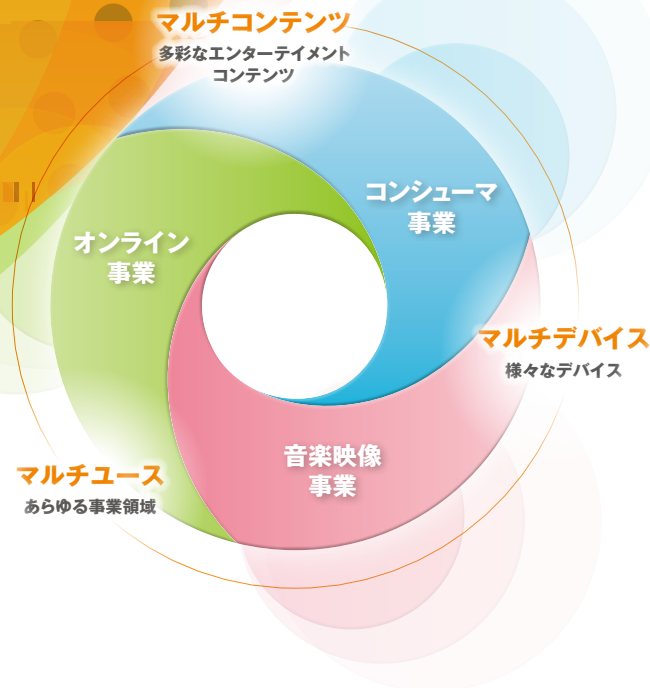 マルチコンテンツ
多彩なエンターテイメント
コンテンツ
コンシューマ
事業
オンライン
事業
マルチデバイス
様々なデバイス
音楽映像
事業
マルチユース
あらゆる事業領域